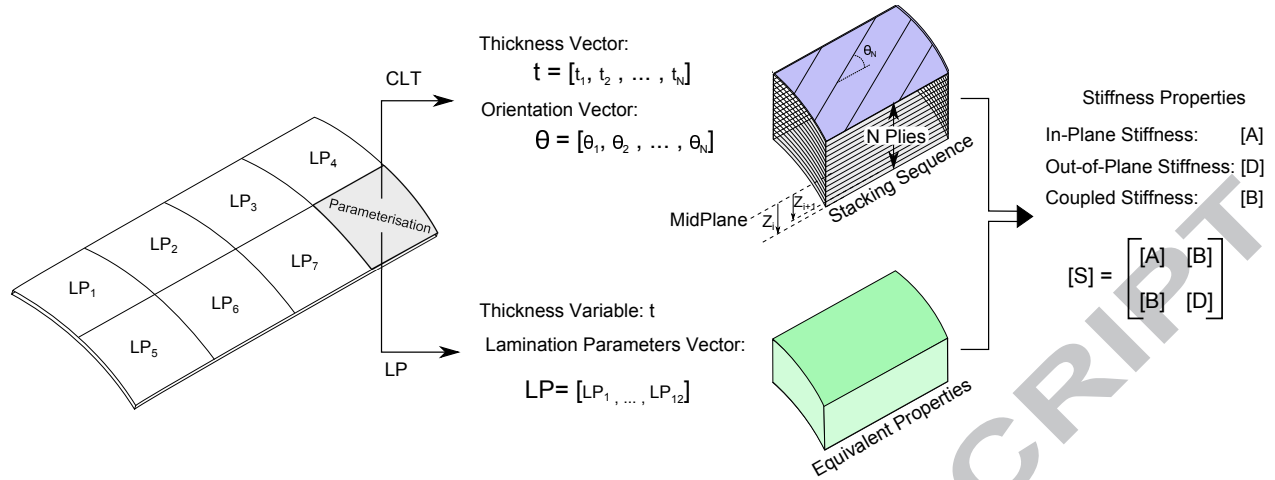 LP4
LP3
LP2
LP1
Parameterisation
LP7
LP6
LP5
CLT
Thickness Vector:
t = [t1, t2 , ... , tN]
Orientation Vector:
θ = [θ1, θ2 , ... , θN]
LP
Thickness Variable: t
Lamination Parameters Vector:
LP= [LP1 , ... , LP12]
θN
N Plies
Stacking Sequence
MidPlane
Zi
Zi+1
Equivalent Properties
Stiffness Properties
In-Plane Stiffness: [A]
Out-of-Plane Stiffness: [D]
Coupled Stiffness: [B]
[S] = [A] [B]
[B] [D]
CRIPT